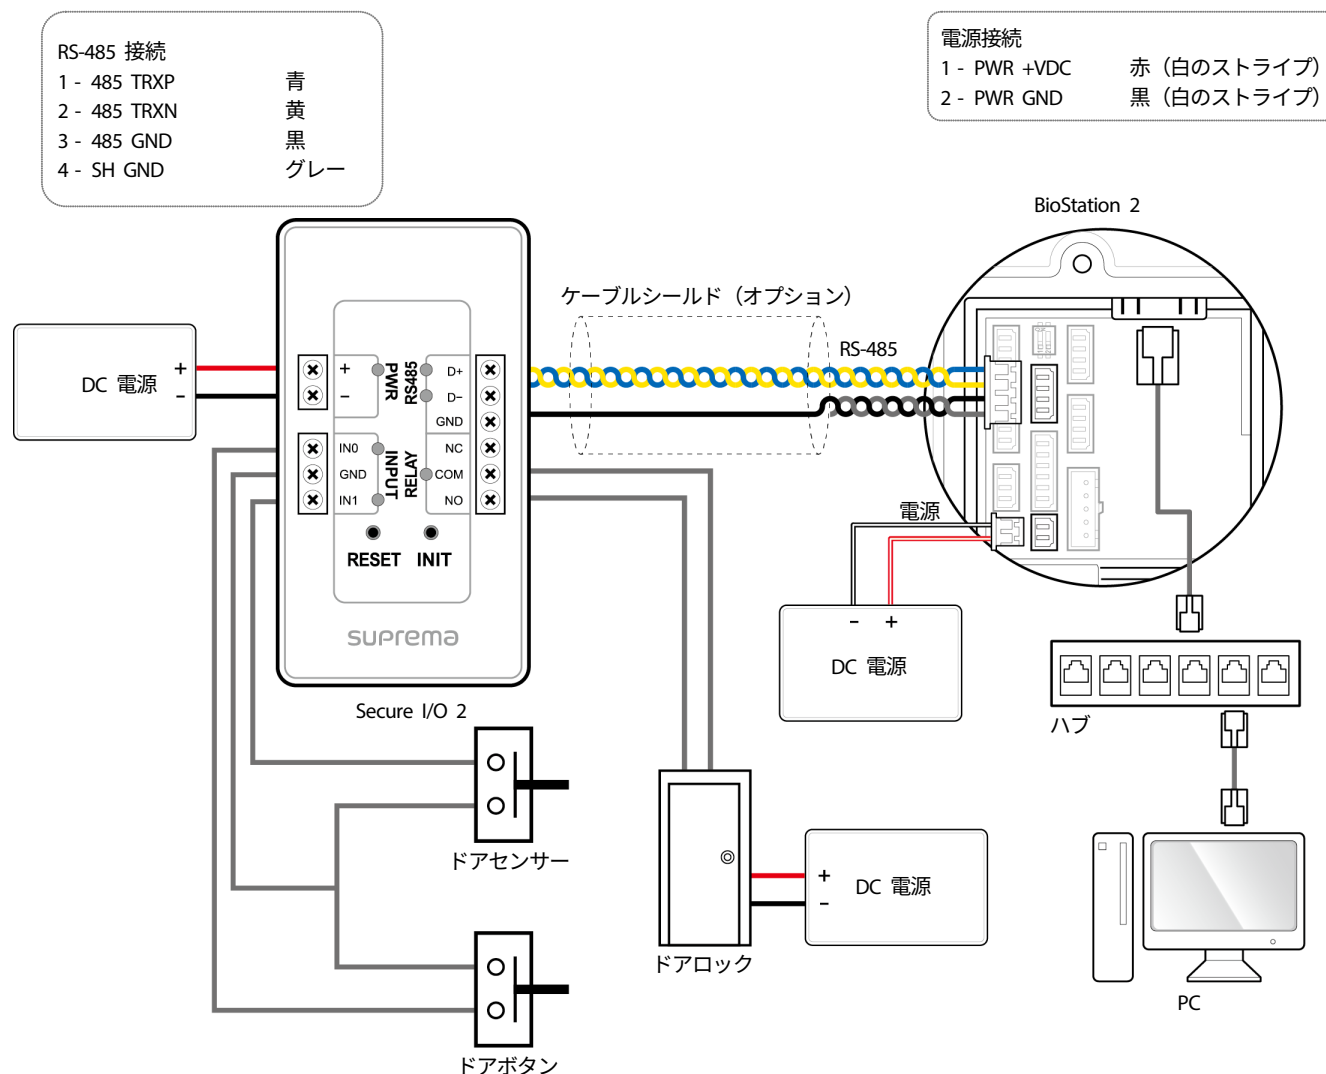 RS-485 接続
1 - 485 TRXP 青
2 - 485 TRXN 黄
3 - 485 GND 黒
4 - SH GND グレー
電源接続
1 - PWR +VDC 赤（白のストライプ）
2 - PWR GND 黒（白のストライプ）
BioStation 2
ケーブルシールド（オプション）
RS-485
DC 電源
+
-
+
-
PWR
RS485
D+
D-
GND
IN0
GND
IN1
INPUT
RELAY
NC
COM
NO
RESET INIT
suprema
Secure I/O 2
電源
- +
DC 電源
ハブ
ドアセンサー
ドアボタン
ドアロック
+
-
DC 電源
PC